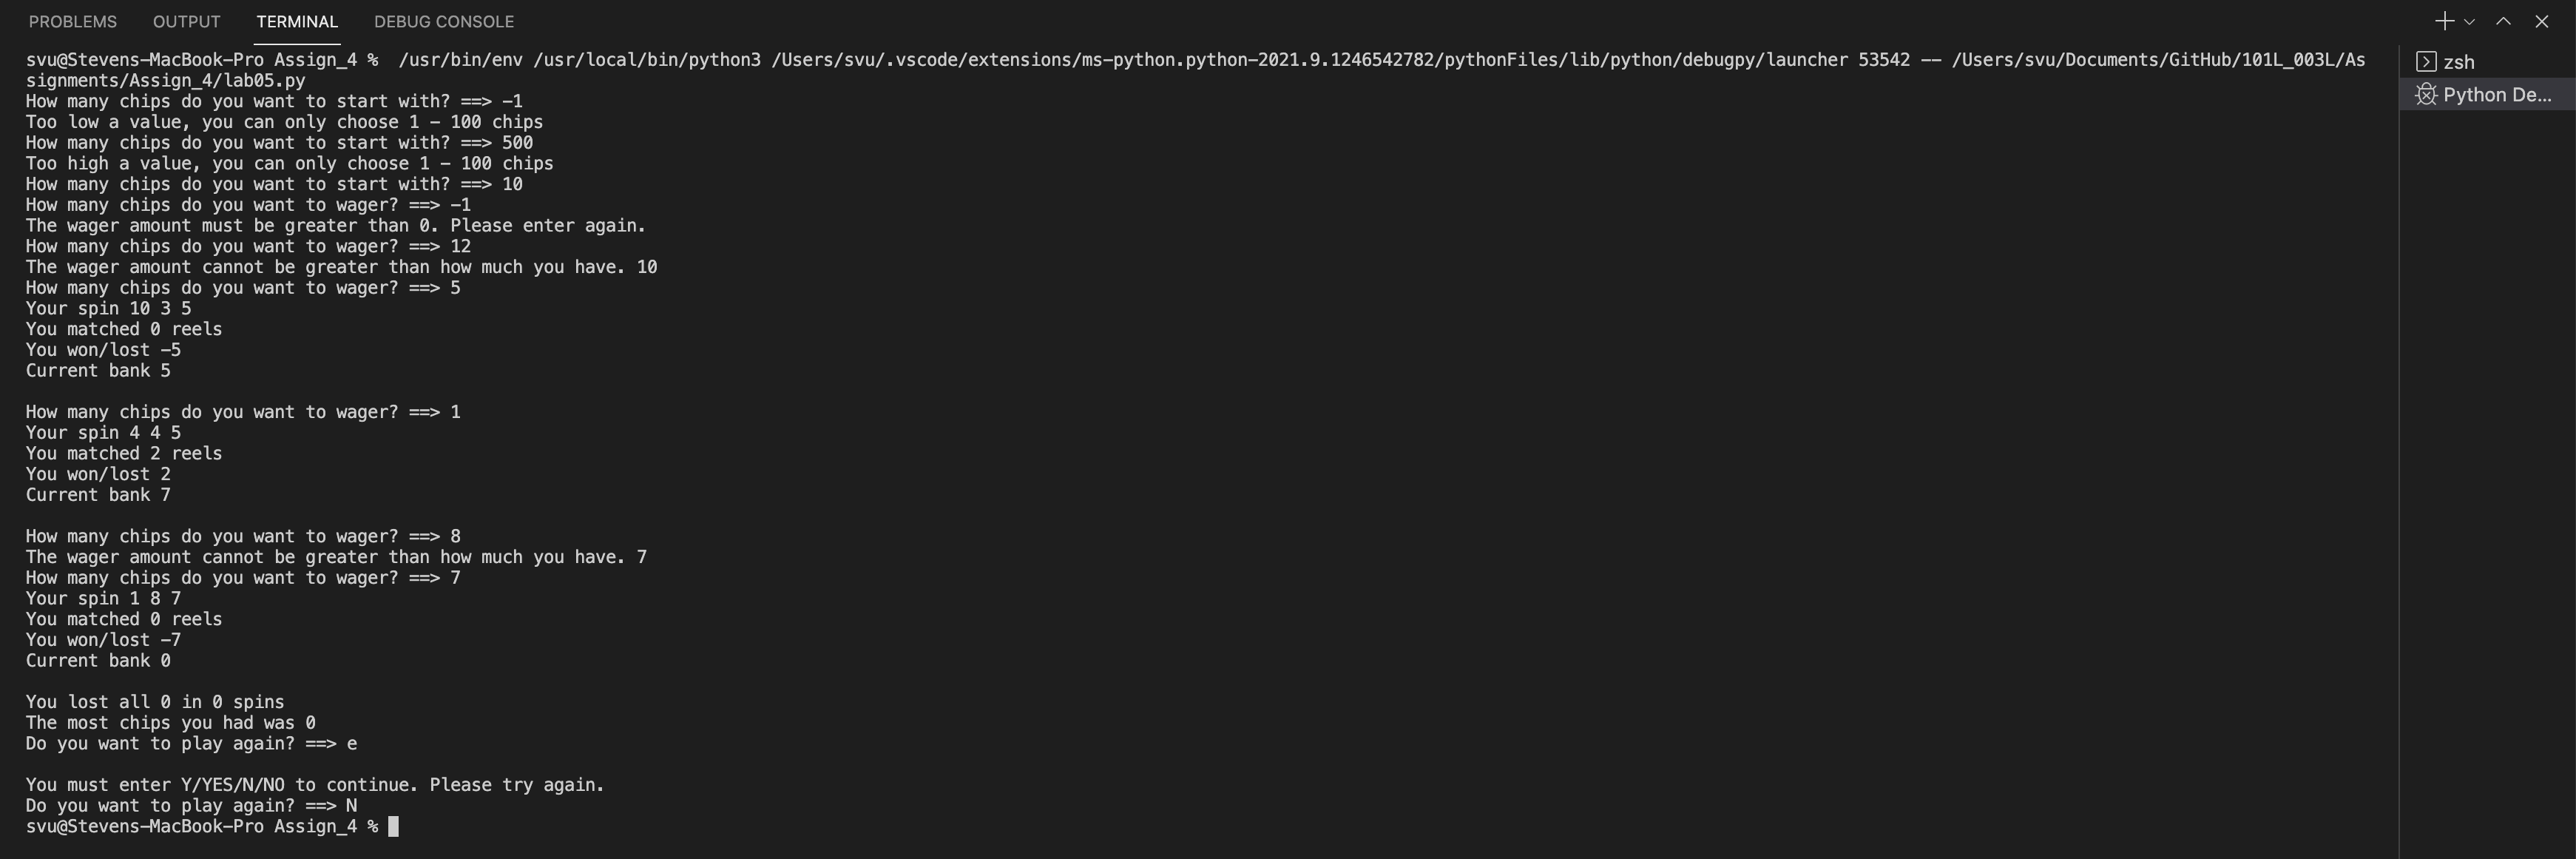 PROBLEMS OUTPUT TERMINAL DEBUG CONSOLE
svu@Stevens-MacBook-Pro Assign_4 %  /usr/bin/env /usr/local/bin/python3 /Users/svu/.vscode/extensions/ms-python.python-2021.9.1246542782/pythonFiles/lib/python/debugpy/launcher 53542 -- /Users/svu/Documents/GitHub/101L_003L/As
signments/Assign_4/lab05.py
How many chips do you want to start with? ==> -1
Too low a value, you can only choose 1 - 100 chips
How many chips do you want to start with? ==> 500
Too high a value, you can only choose 1 - 100 chips
How many chips do you want to start with? ==> 10
How many chips do you want to wager? ==> -1
The wager amount must be greater than 0. Please enter again.
How many chips do you want to wager? ==> 12
The wager amount cannot be greater than how much you have. 10
How many chips do you want to wager? ==> 5
Your spin 10 3 5
You matched 0 reels
You won/lost -5
Current bank 5

How many chips do you want to wager? ==> 1
Your spin 4 4 5
You matched 2 reels
You won/lost 2
Current bank 7

How many chips do you want to wager? ==> 8
The wager amount cannot be greater than how much you have. 7
How many chips do you want to wager? ==> 7
Your spin 1 8 7
You matched 0 reels
You won/lost -7
Current bank 0

You lost all 0 in 0 spins
The most chips you had was 0
Do you want to play again? ==> e

You must enter Y/YES/N/NO to continue. Please try again.
Do you want to play again? ==> N
svu@Stevens-MacBook-Pro Assign_4 %
zsh
Python De...